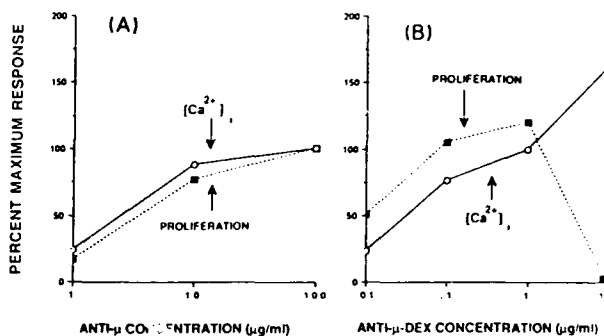 PERCENT MAXIMUM RESPONSE
(A)
200
150
100
50
0
[Ca2+] i
PROLIFERATION
1
10
100
ANTI-μ (μg/ml)
(B)
200
150
100
50
0
PROLIFERATION
[Ca2+] i
ANTI-μ-DEX CONCENTRATION (μg/ml)